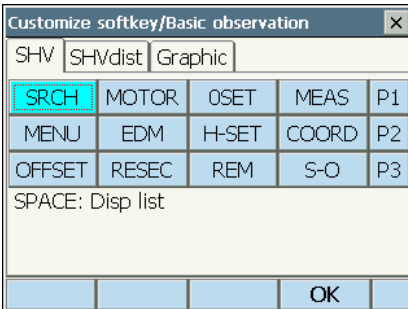 Customize softkey/Basic observation
SHV SHVdist Graphic
SRCH MOTOR 0SET MEAS P1
MENU EDM H-SET COORD P2
OFFSET RESEC REM S-O P3
SPACE: Disp list
OK